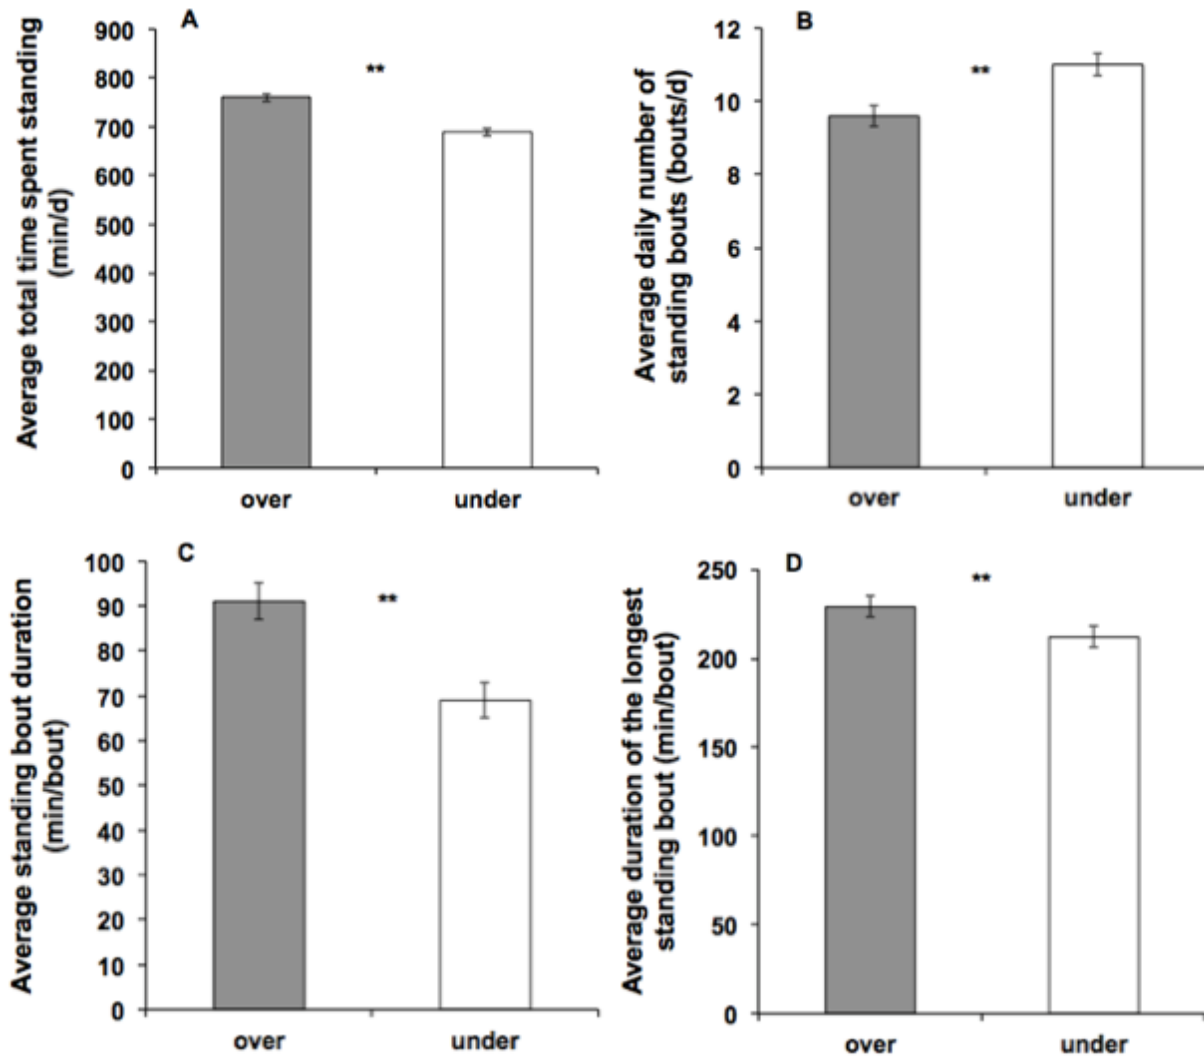 A
Average total time spent standing
(min/d)
900
800
700
600
500
400
300
200
100
0
**
over under
B
Average daily number of
standing bouts (bouts/d)
12
10
8
6
4
2
0
**
over under
C
Average standing bout duration
(min/bout)
100
90
80
70
60
50
40
30
20
10
0
**
over under
D
Average duration of the longest
standing bout (min/bout)
250
200
150
100
50
0
**
over under